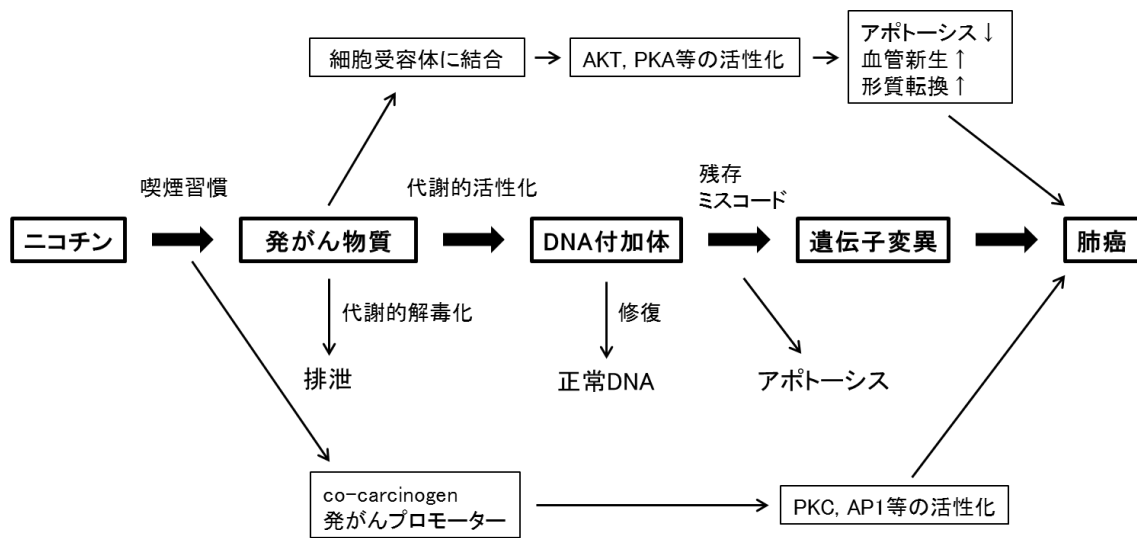 細胞受容体に結合
AKT, PKA等の活性化
アポトーシス↓
血管新生↑
形質転換↑
喫煙習慣
代謝的活性化
残存
ミスコード
ニコチン
発がん物質
DNA付加体
遺伝子変異
肺癌
代謝的解毒化
修復
排泄
正常DNA
アポトーシス
co-carcinogen
発がんプロモーター
PKC, AP1等の活性化